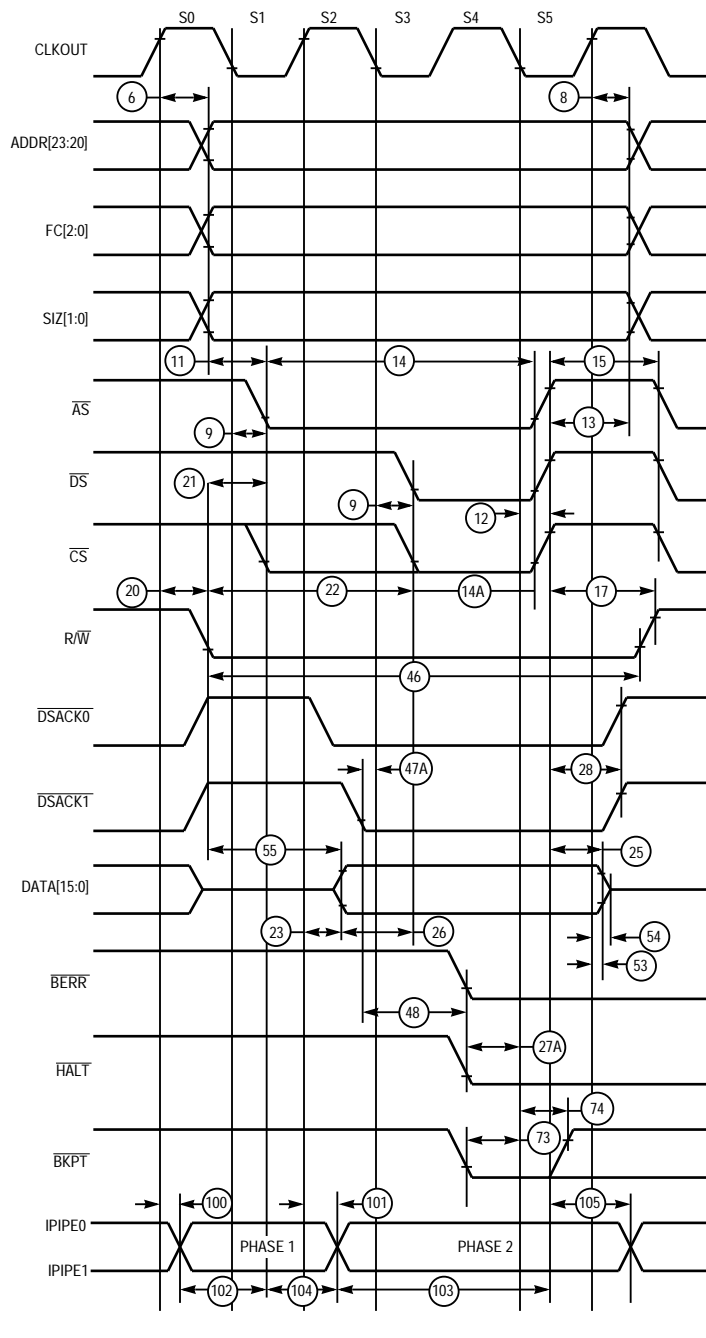 S0 S1 S2 S3 S4 S5
CLKOUT
6 8
ADDR[23:20]
FC[2:0]
SIZ[1:0]
11 14 15
AS
13
9
DS
21
9
12
CS
20 22 14A 17
R/W
46
DSACK0
47A 28
DSACK1
55 25
DATA[15:0]
23 26 54
53
BERR
48
27A
HALT
74
73
BKPT
100 101 105
IPIPE0
PHASE 1 PHASE 2
IPIPE1
102 104 103